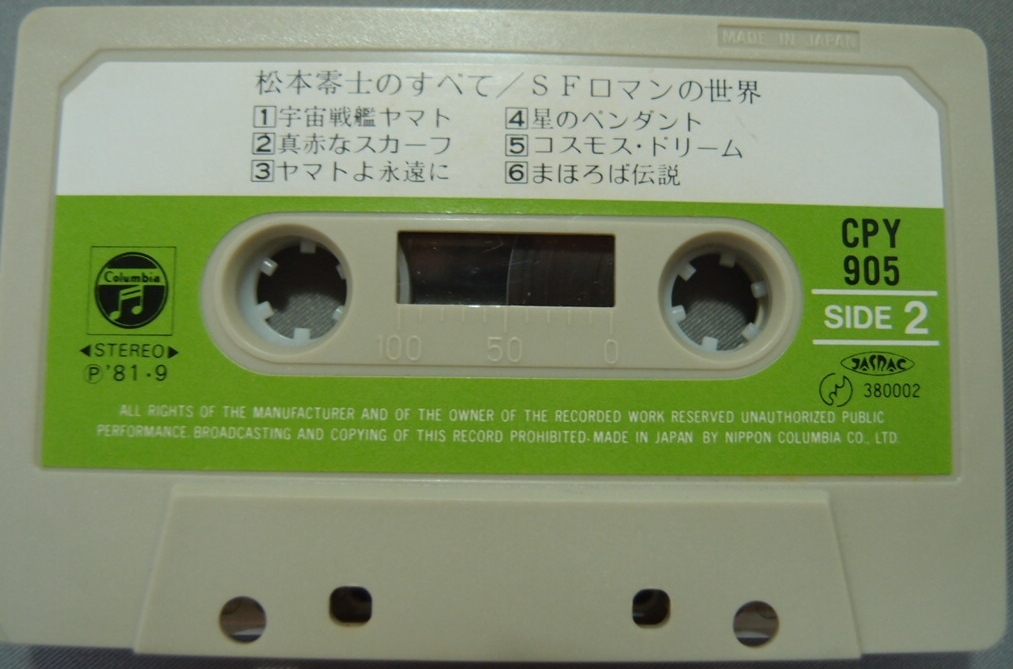 MADE IN JAPAN
松本零士のすべて／SFロマンの世界
1宇宙戦艦ヤマト
2真赤なスカーフ
3ヤマトよ永遠に
4星のペンダント
5コスモス・ドリーム
6まほろば伝説
CPY
905
SIDE 2
Columbia
◀STEREO▶
Ⓟ'81・9
100 50 0
JASRAC
380002
ALL RIGHTS OF THE MANUFACTURER AND OF THE OWNER OF THE RECORDED WORK RESERVED UNAUTHORIZED PUBLIC
PERFORMANCE. BROADCASTING AND COPYING OF THIS RECORD PROHIBITED・MADE IN JAPAN BY NIPPON COLUMBIA CO., LTD.